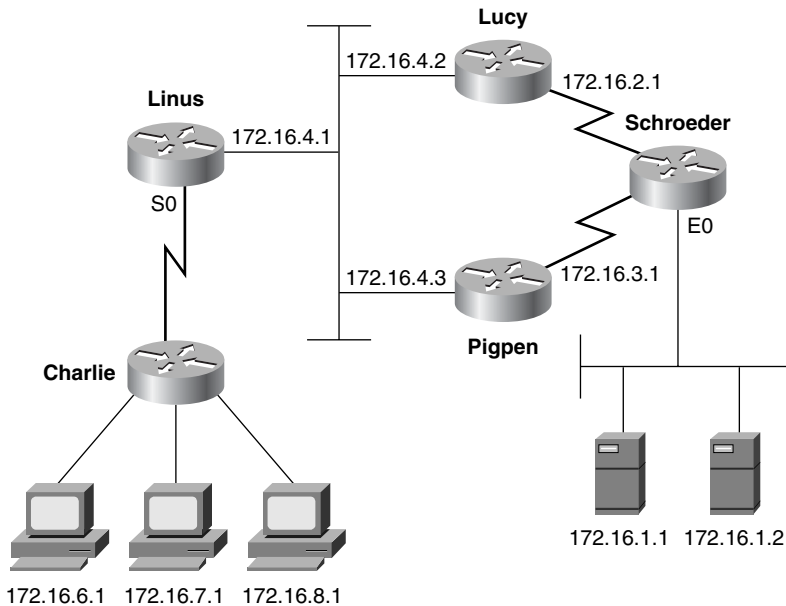 Lucy
172.16.4.2
172.16.2.1
Linus
Schroeder
172.16.4.1
S0
E0
172.16.4.3
172.16.3.1
Pigpen
Charlie
172.16.1.1 172.16.1.2
172.16.6.1 172.16.7.1 172.16.8.1